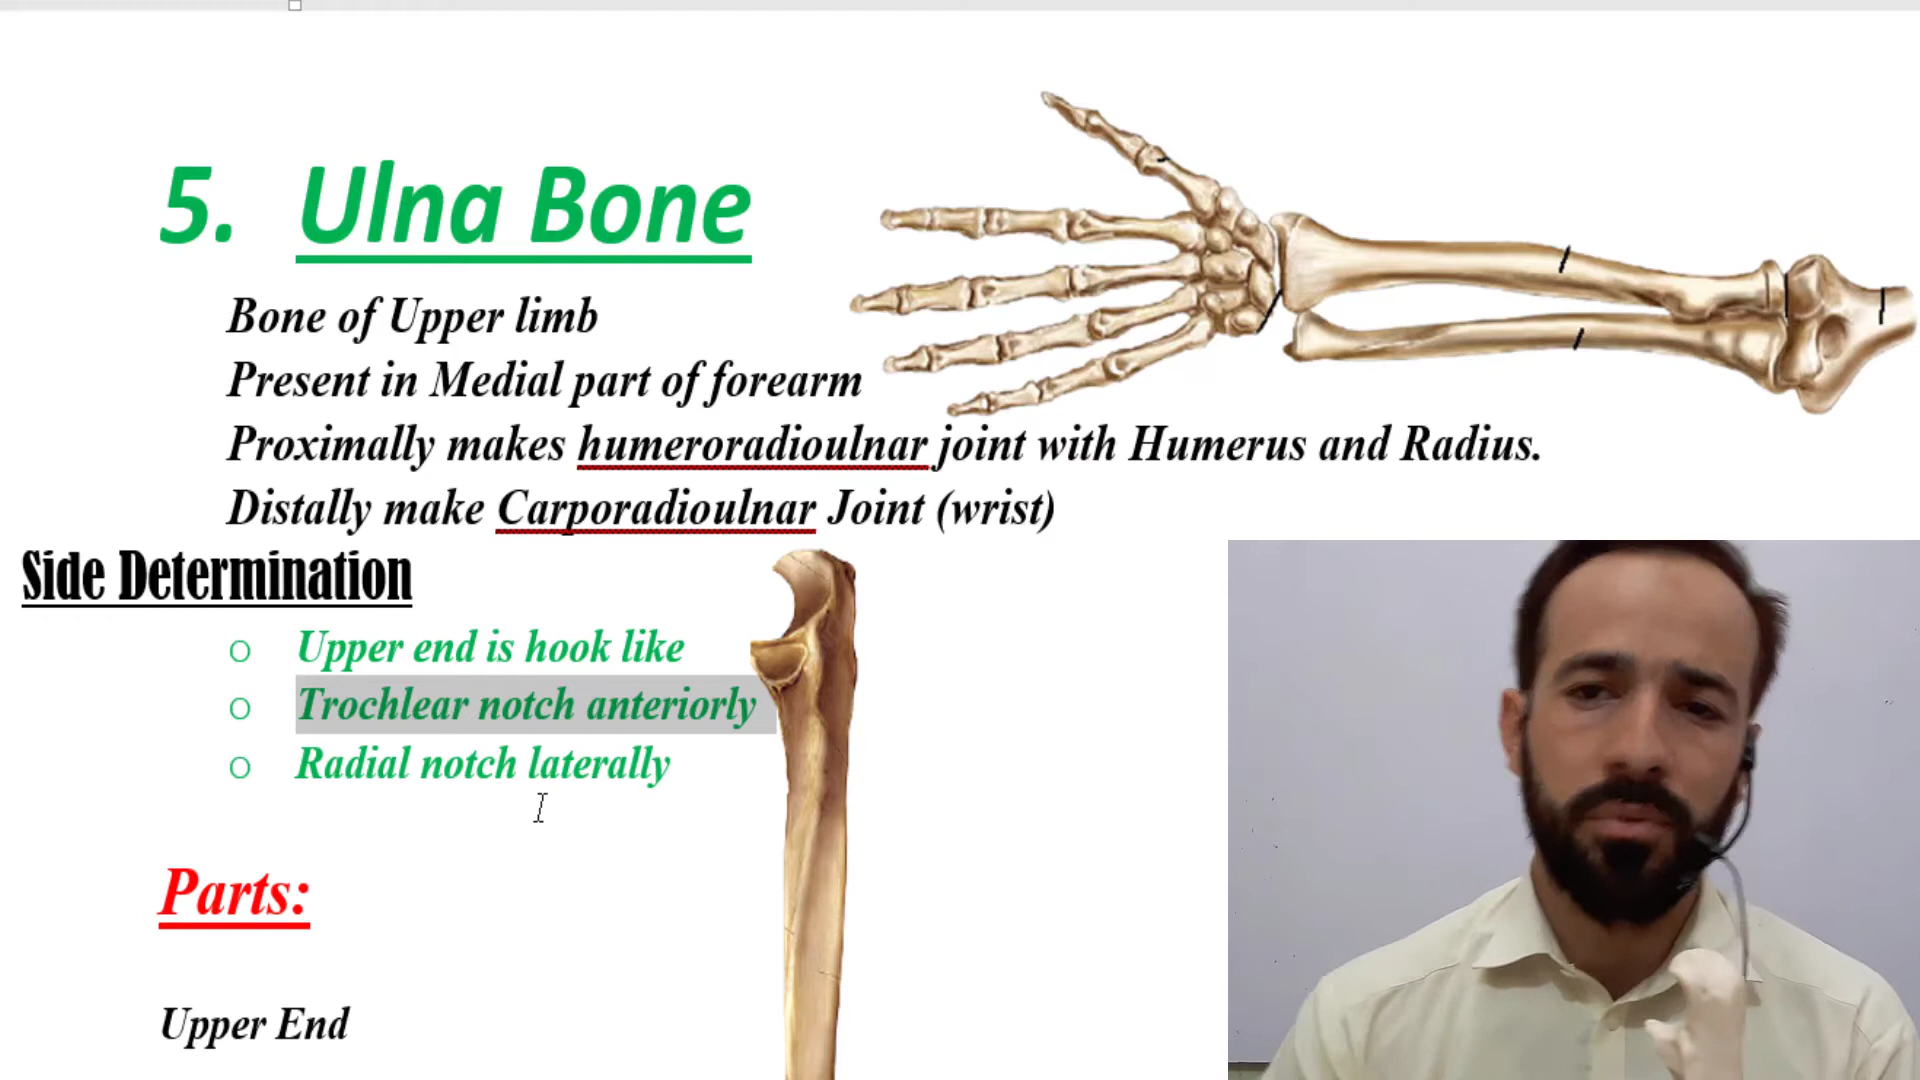 5. Ulna Bone
Bone of Upper limb
Present in Medial part of forearm
Proximally makes humeroradioulnar joint with Humerus and Radius.
Distally make Carporadioulnar Joint (wrist)
Side Determination
o Upper end is hook like
o Trochlear notch anteriorly
o Radial notch laterally
Parts:
Upper End